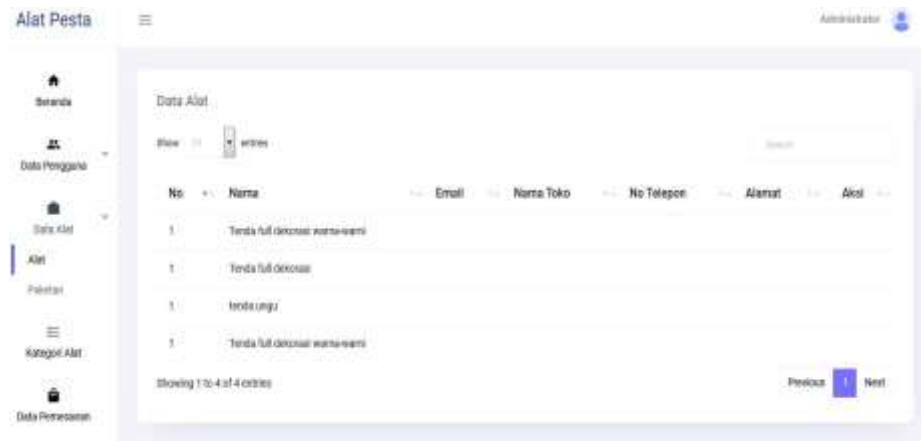 Alat Pesta
Administrator
Beranda
Data Pengguna
Data Alat
Alat
Paketan
Kategori Alat
Data Pemesanan
Data Alat
Show 10 entries
Search
No Nama Email Nama Toko No Telepon Alamat Aksi
1 Tenda full dekorasi warna-warni
1 Tenda full dekorasi
1 tenda ungu
1 Tenda full dekorasi warna-warni
Showing 1 to 4 of 4 entries
Previous 1 Next